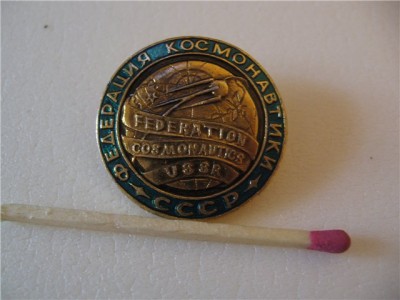 ФЕДЕРАЦИЯ КОСМОНАВТИКИ
FEDERATION
COSMONAUTICS
USSR
СССР